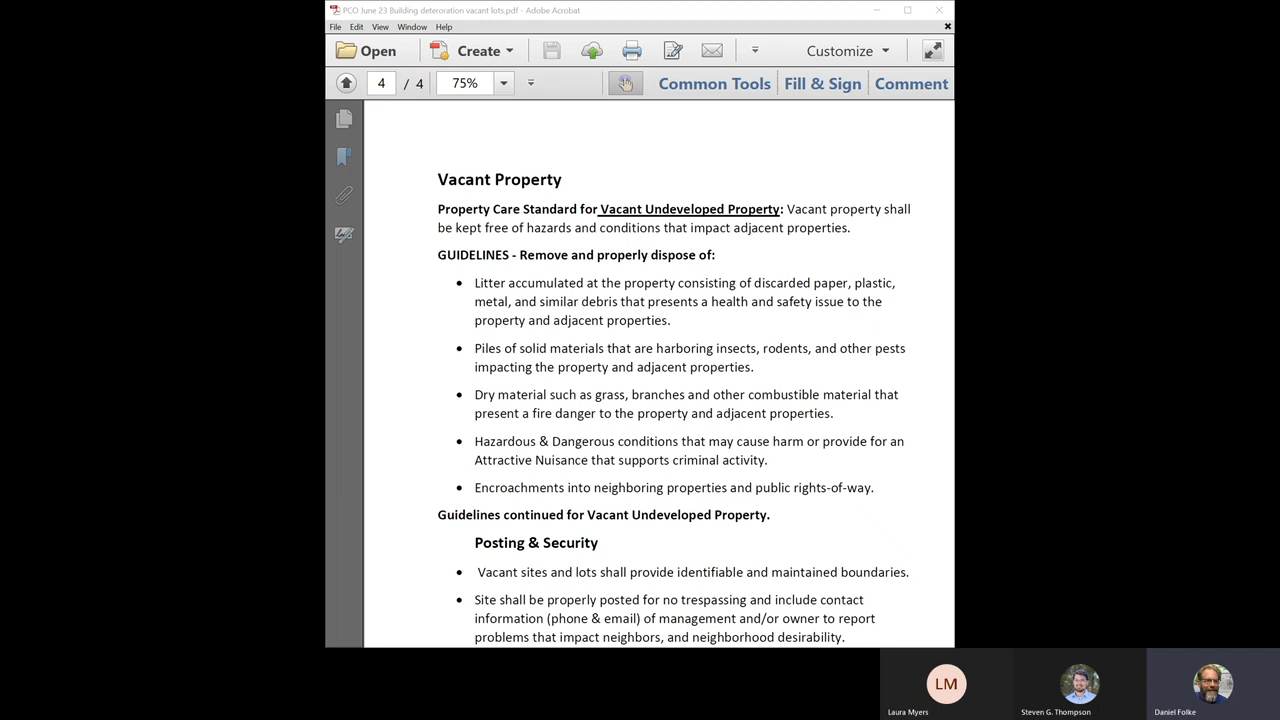 PCO June 23 Building deteroration vacant lots.pdf - Adobe Acrobat
File Edit View Window Help
Open Create Customize
4 / 4 75% Common Tools Fill & Sign Comment
Vacant Property
Property Care Standard for Vacant Undeveloped Property: Vacant property shall
be kept free of hazards and conditions that impact adjacent properties.
GUIDELINES - Remove and properly dispose of:
• Litter accumulated at the property consisting of discarded paper, plastic,
metal, and similar debris that presents a health and safety issue to the
property and adjacent properties.
• Piles of solid materials that are harboring insects, rodents, and other pests
impacting the property and adjacent properties.
• Dry material such as grass, branches and other combustible material that
present a fire danger to the property and adjacent properties.
• Hazardous & Dangerous conditions that may cause harm or provide for an
Attractive Nuisance that supports criminal activity.
• Encroachments into neighboring properties and public rights-of-way.
Guidelines continued for Vacant Undeveloped Property.
Posting & Security
• Vacant sites and lots shall provide identifiable and maintained boundaries.
• Site shall be properly posted for no trespassing and include contact
information (phone & email) of management and/or owner to report
problems that impact neighbors, and neighborhood desirability.
LM
Laura Myers Steven G. Thompson Daniel Folke